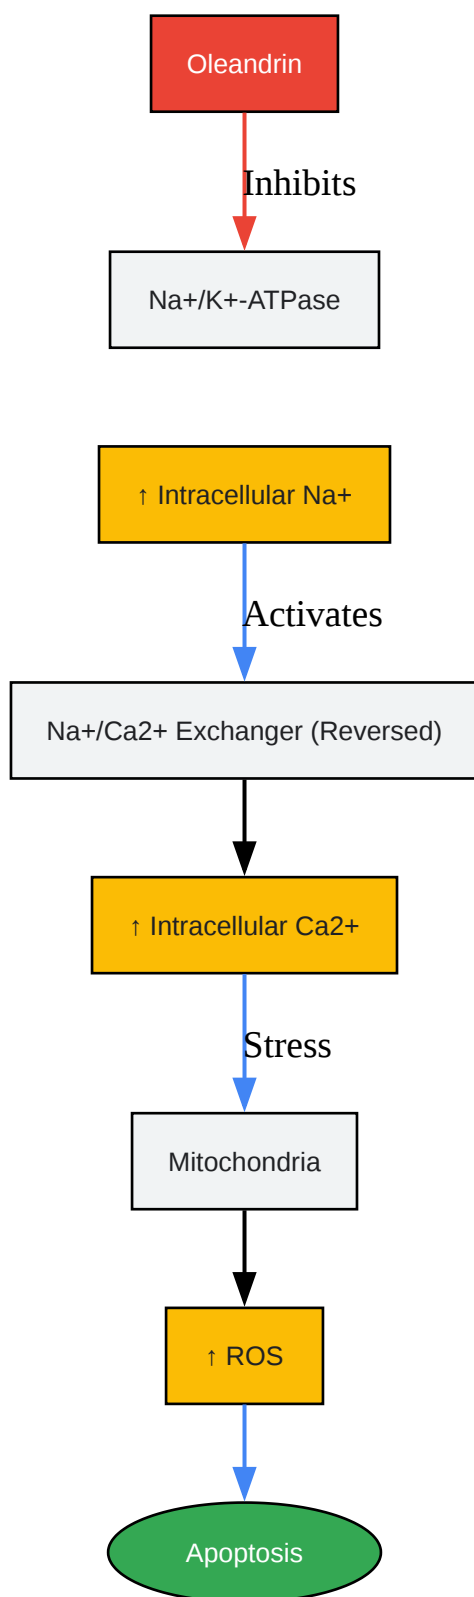 Oleandrin
Inhibits
Na+/K+-ATPase
↑ Intracellular Na+
Activates
Na+/Ca2+ Exchanger (Reversed)
↑ Intracellular Ca2+
Stress
Mitochondria
↑ ROS
Apoptosis